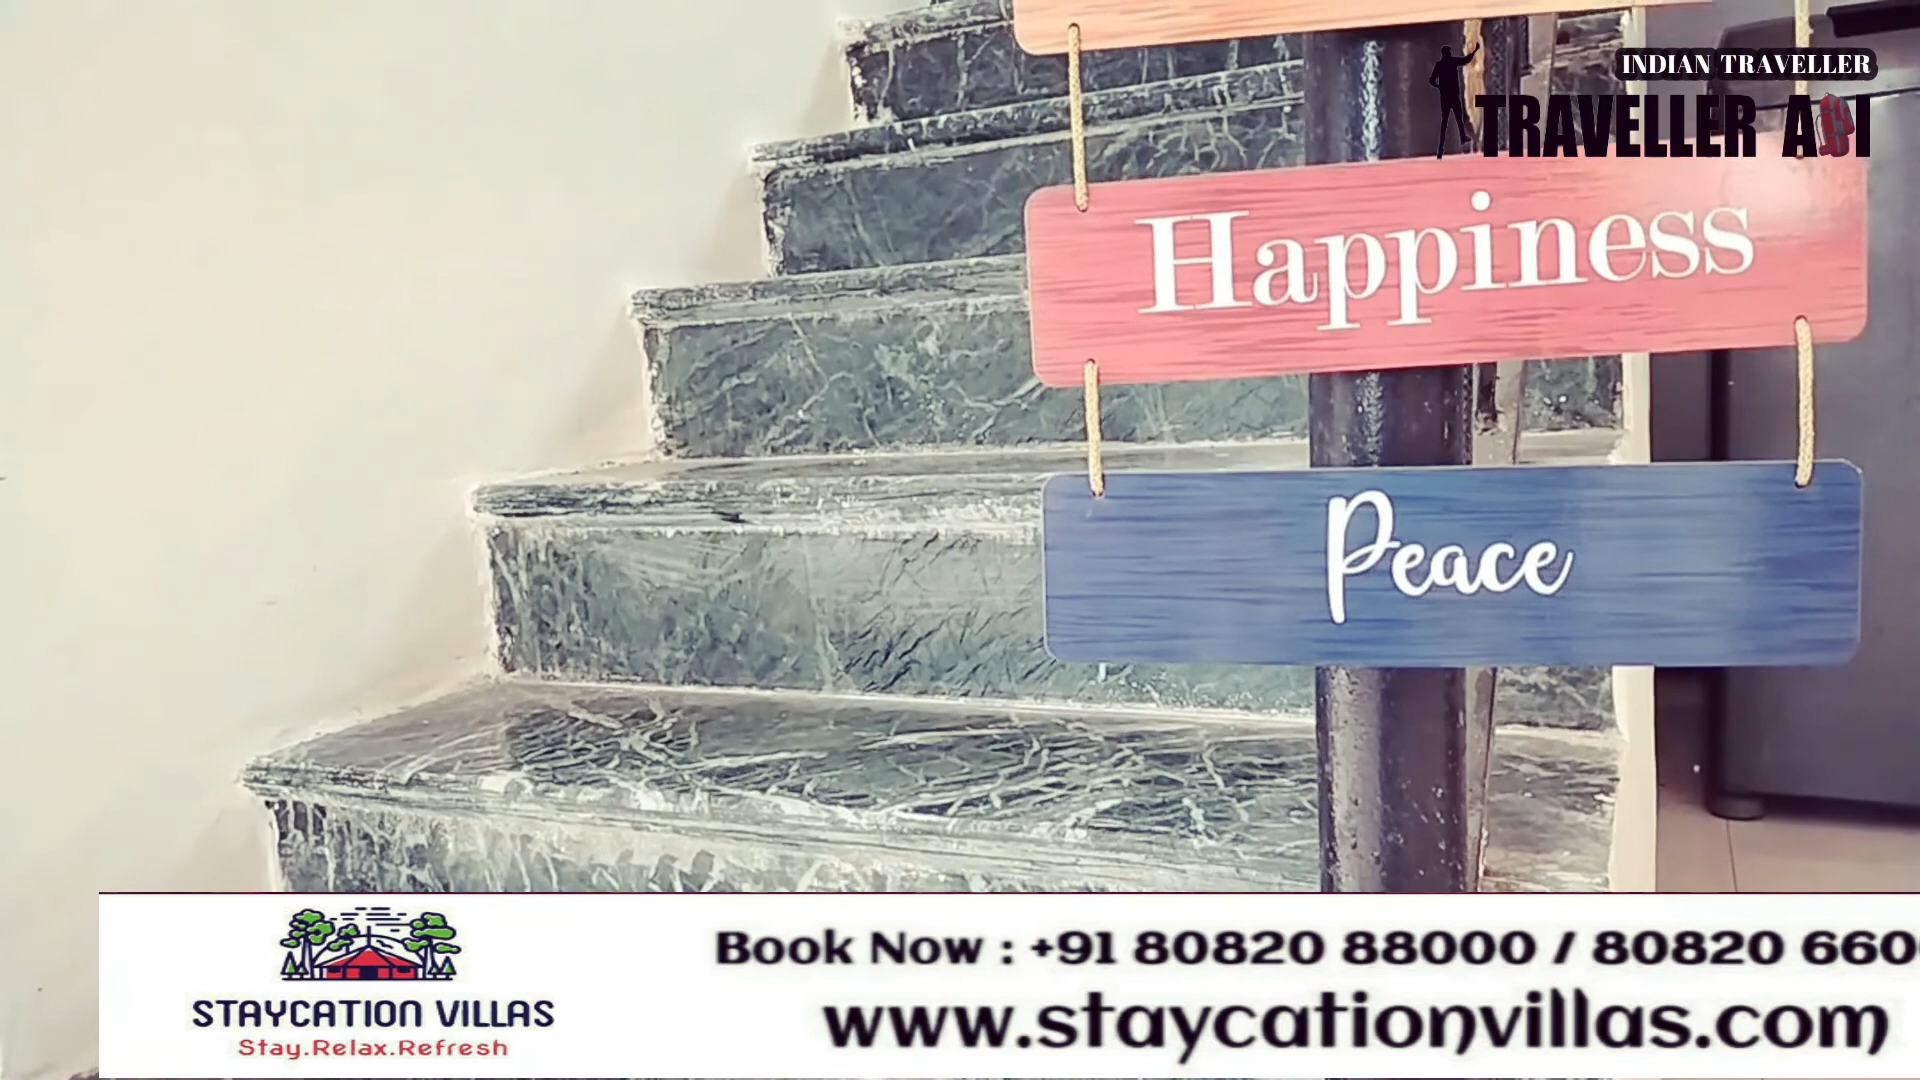 INDIAN TRAVELLER
TRAVELLER ABI
Happiness
Peace
STAYCATION VILLAS
Stay.Relax.Refresh
Book Now : +91 80820 88000 / 80820 660
www.staycationvillas.com